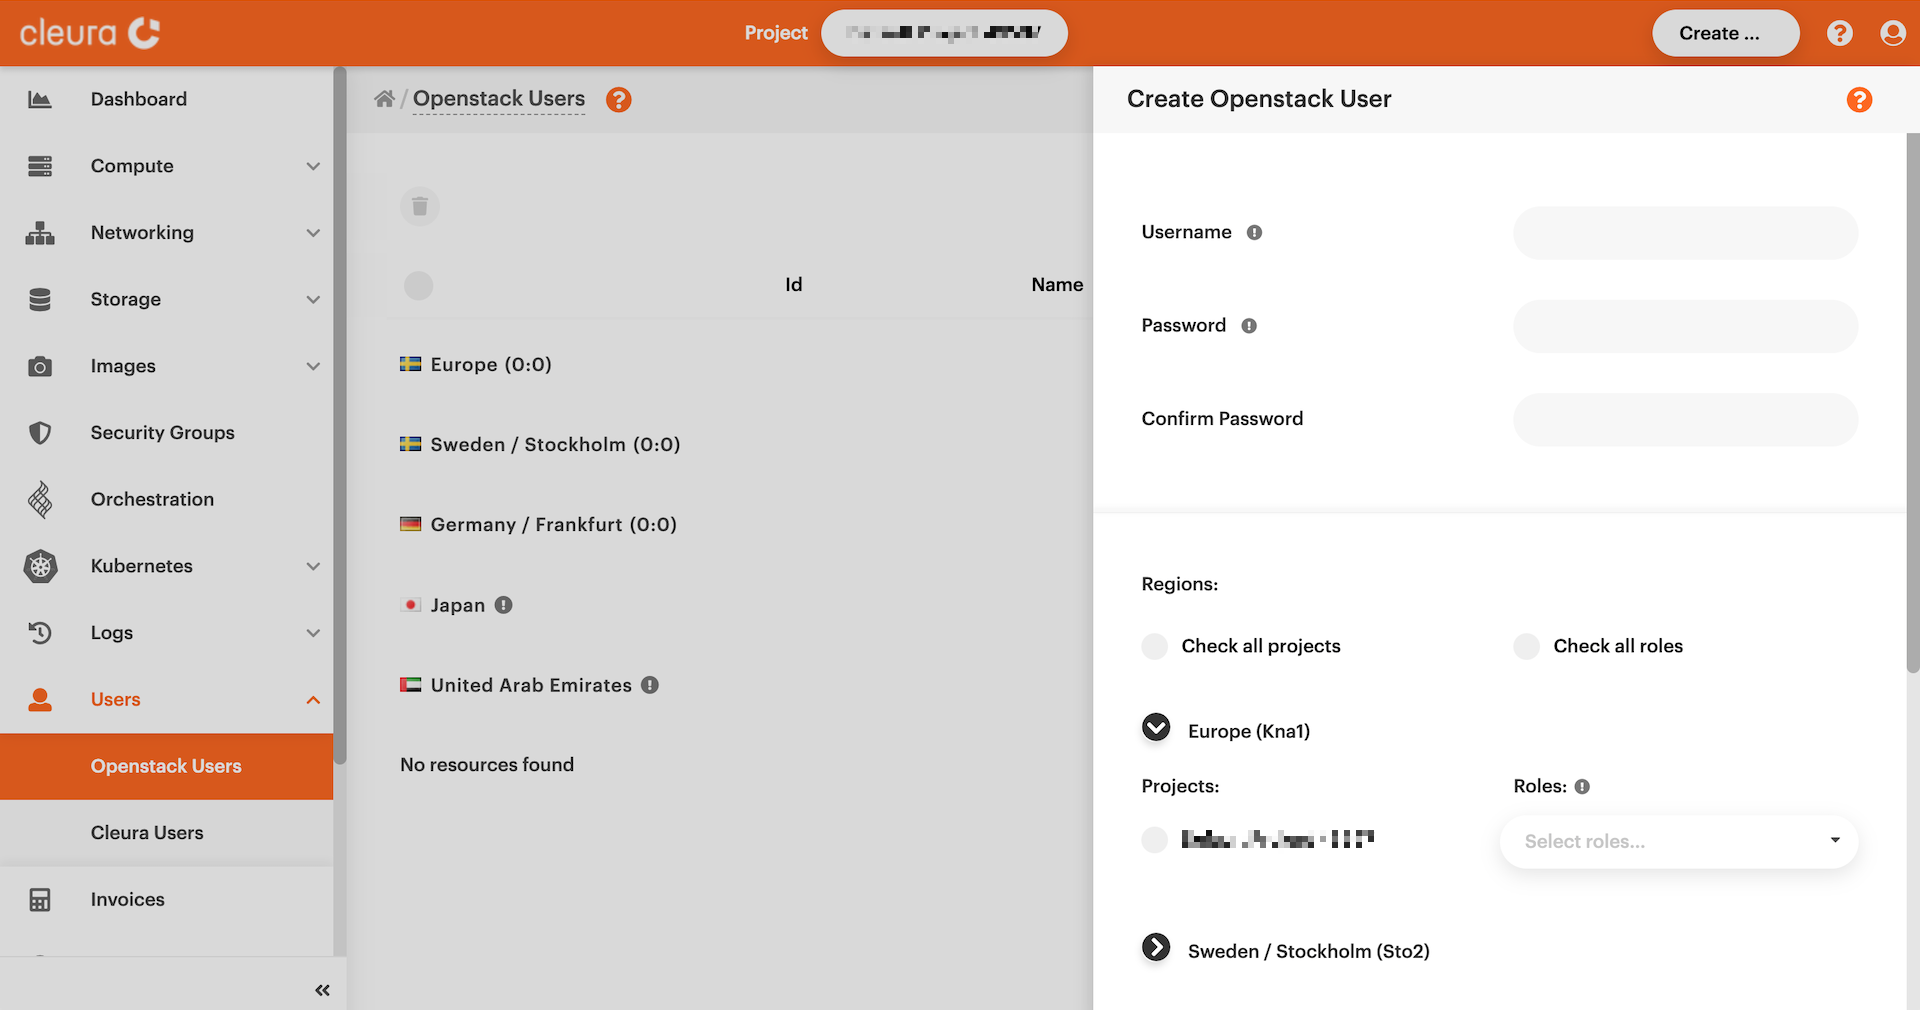 cleura
Project
Create ...
Dashboard
Compute
Networking
Storage
Images
Security Groups
Orchestration
Kubernetes
Logs
Users
Openstack Users
Cleura Users
Invoices
/ Openstack Users
Id Name
Europe (0:0)
Sweden / Stockholm (0:0)
Germany / Frankfurt (0:0)
Japan
United Arab Emirates
No resources found
Create Openstack User
Username
Password
Confirm Password
Regions:
Check all projects Check all roles
Europe (Kna1)
Projects: Roles:
Select roles...
Sweden / Stockholm (Sto2)